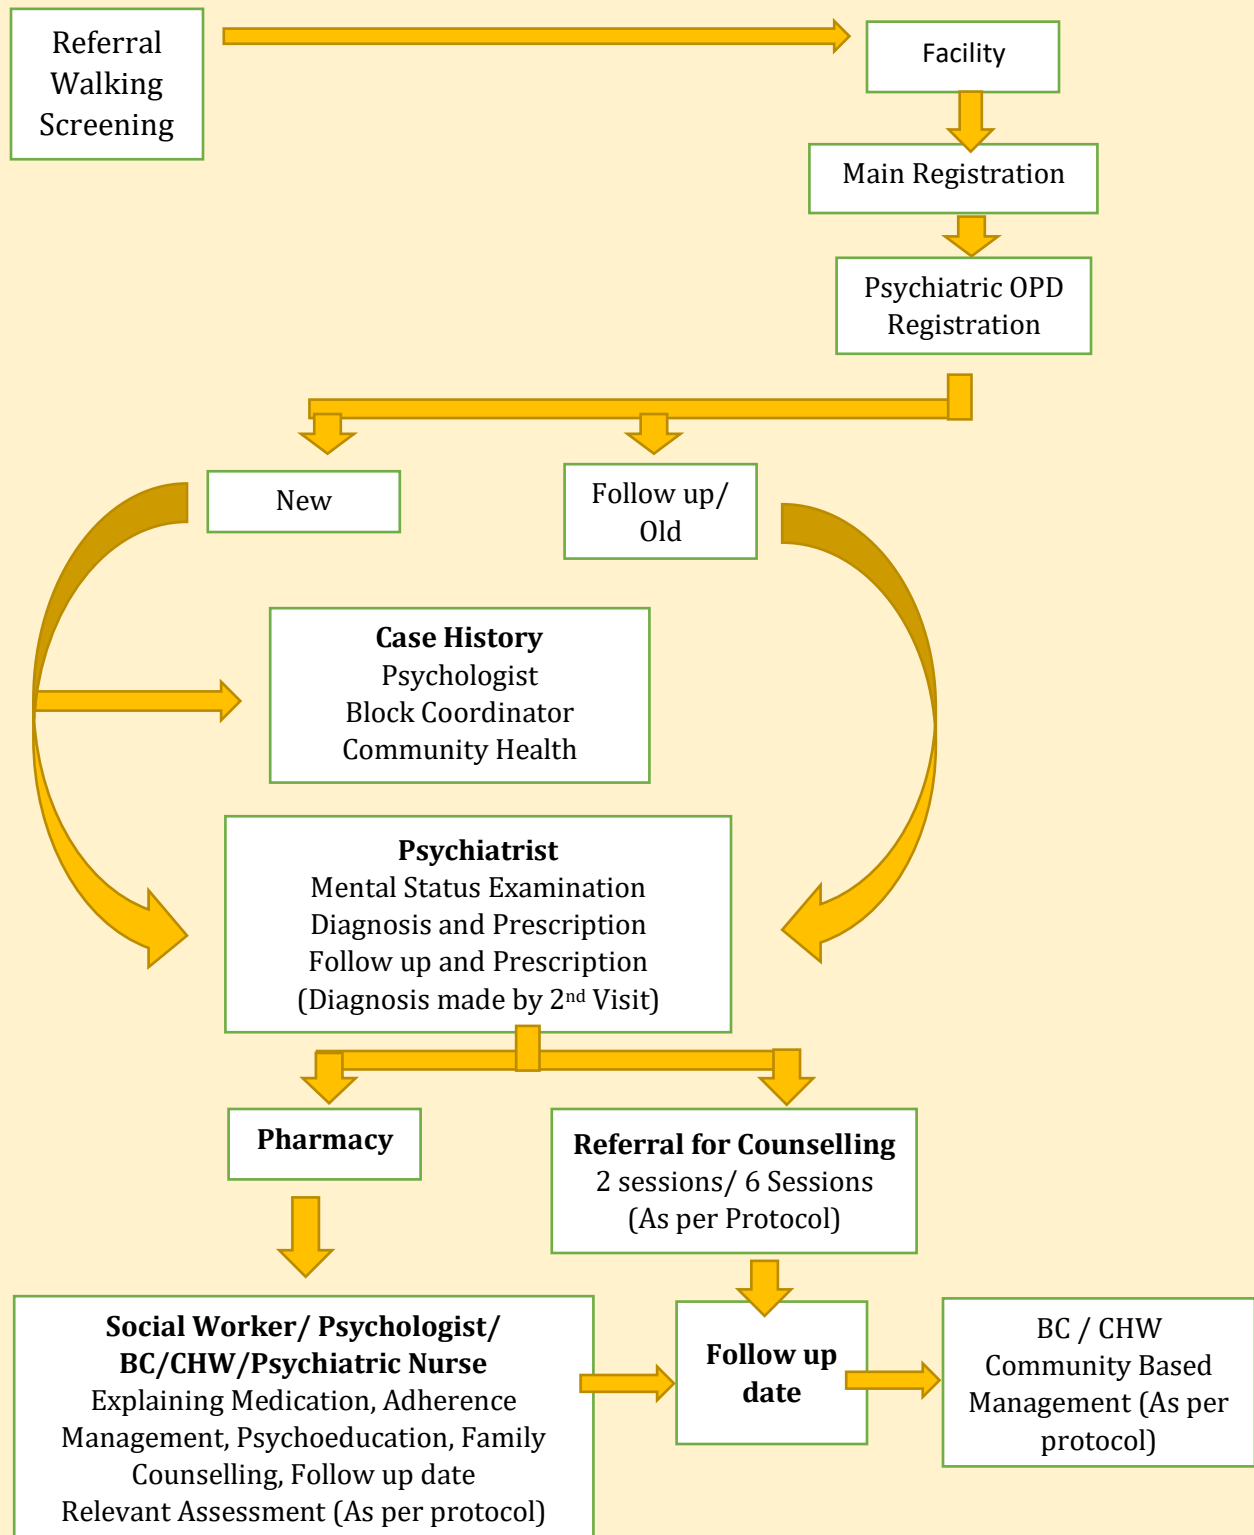 Referral
Walking
Screening
Facility
Main Registration
Psychiatric OPD
Registration
New
Follow up/
Old
Case History
Psychologist
Block Coordinator
Community Health
Psychiatrist
Mental Status Examination
Diagnosis and Prescription
Follow up and Prescription
(Diagnosis made by 2nd Visit)
Pharmacy
Referral for Counselling
2 sessions/ 6 Sessions
(As per Protocol)
Social Worker/ Psychologist/
BC/CHW/Psychiatric Nurse
Explaining Medication, Adherence
Management, Psychoeducation, Family
Counselling, Follow up date
Relevant Assessment (As per protocol)
Follow up
date
BC / CHW
Community Based
Management (As per
protocol)